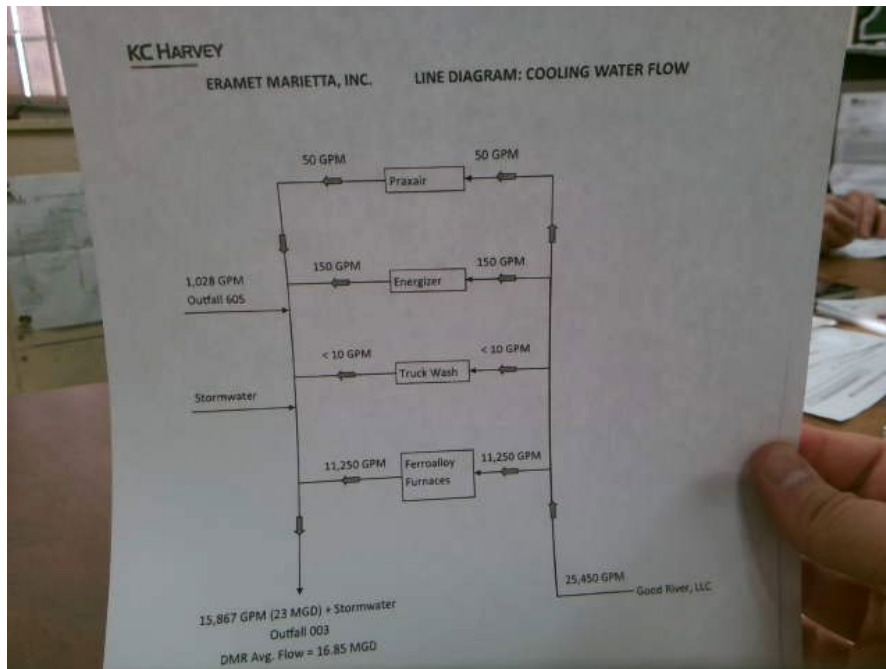 KC HARVEY
ERAMET MARIETTA, INC. LINE DIAGRAM: COOLING WATER FLOW
50 GPM 50 GPM
Praxair
150 GPM 150 GPM
Energizer
1,028 GPM
Outfall 605
< 10 GPM < 10 GPM
Truck Wash
Stormwater
11,250 GPM 11,250 GPM
Ferroalloy
Furnaces
25,450 GPM
Good River, LLC
15,867 GPM (23 MGD) + Stormwater
Outfall 003
DMR Avg. Flow = 16.85 MGD